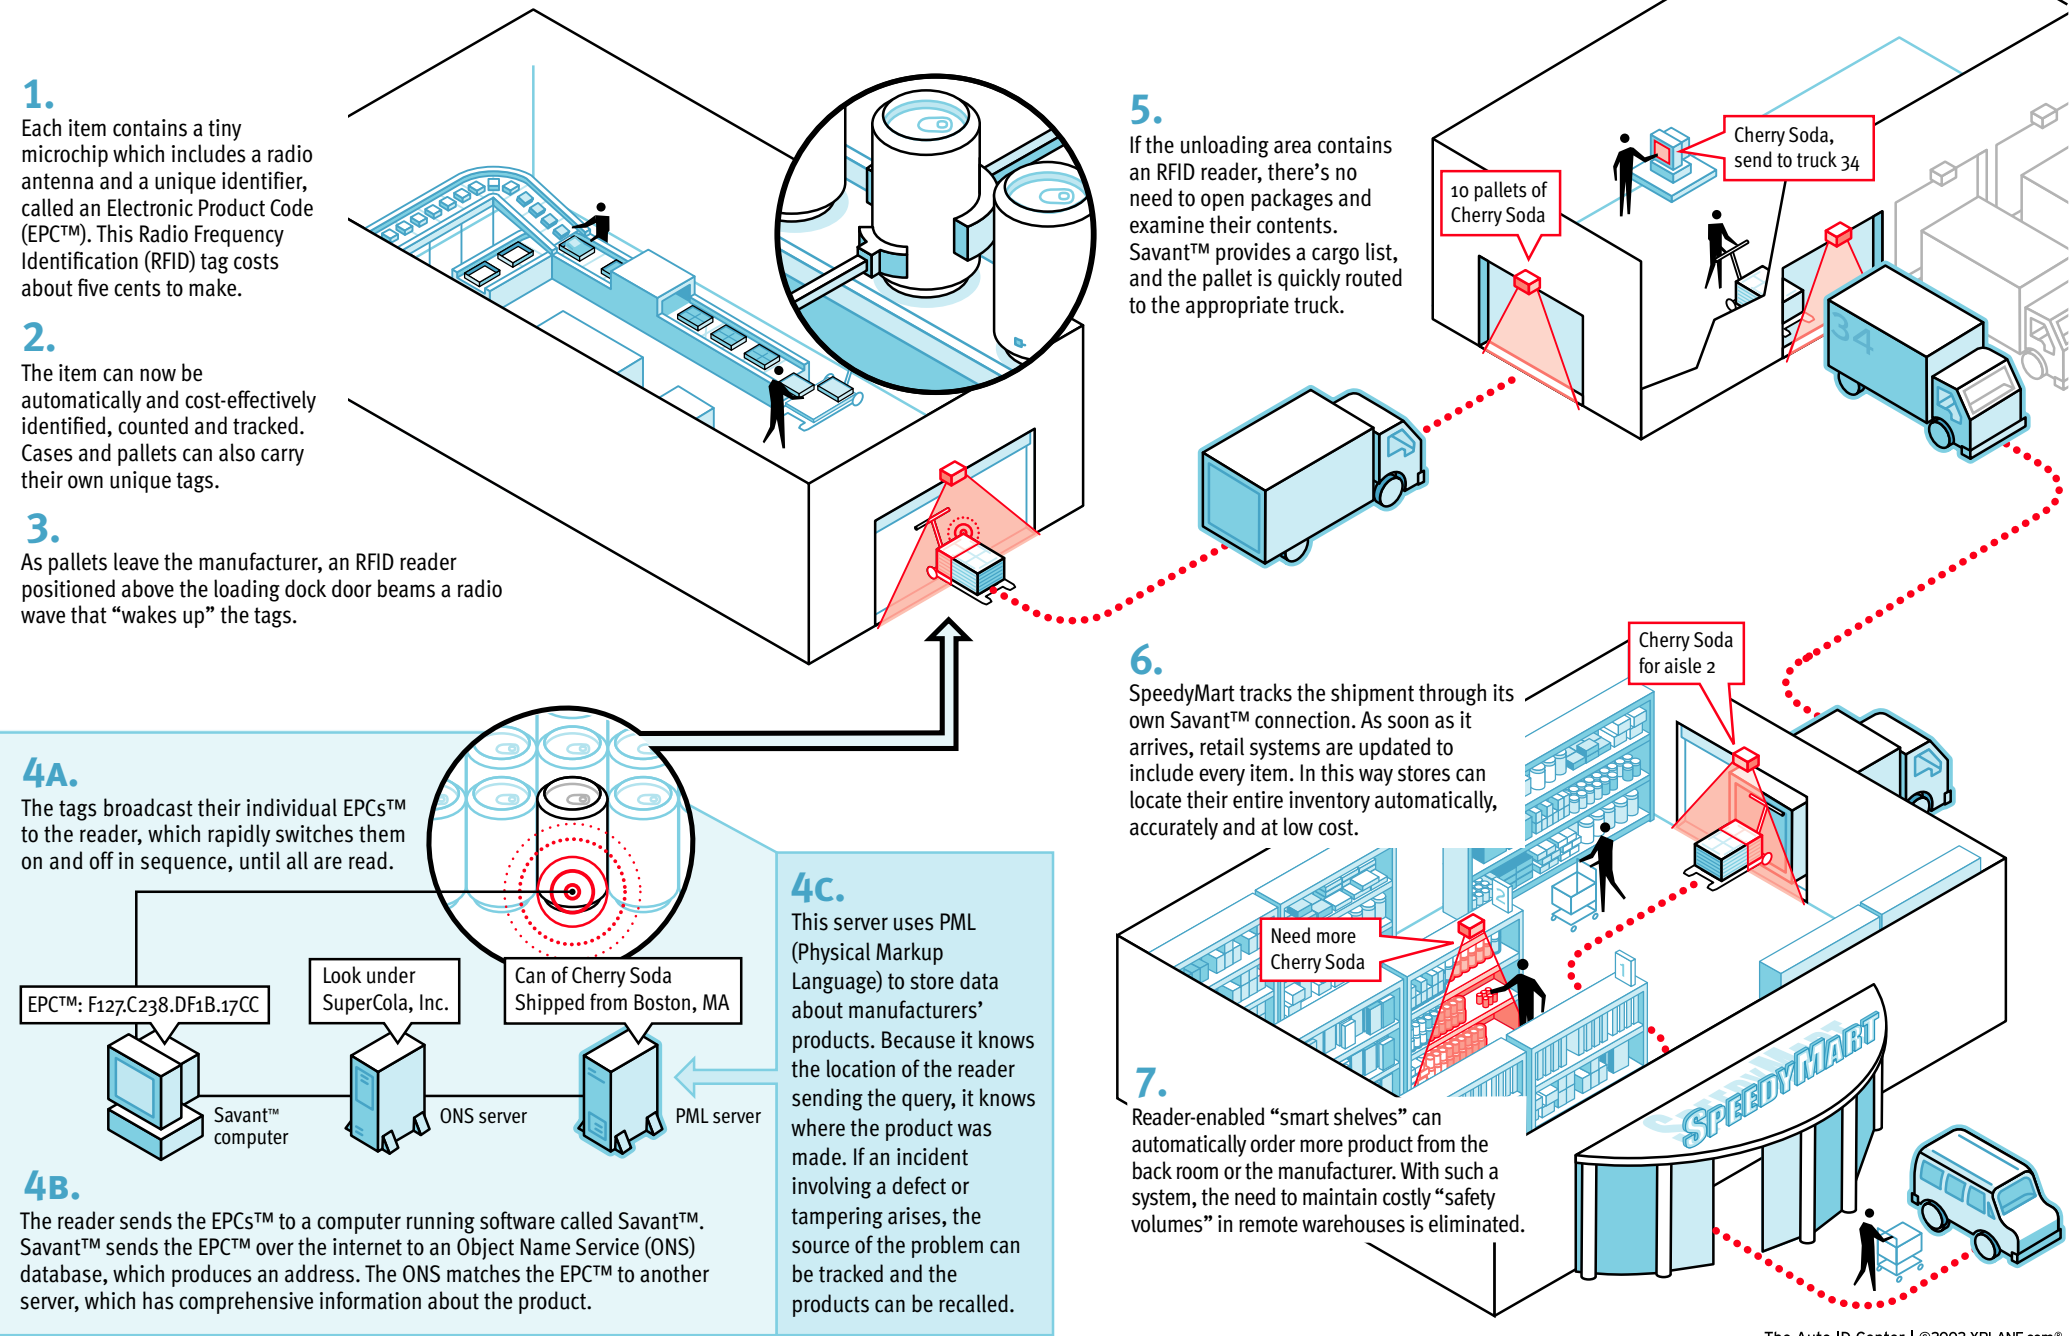 1.
Each item contains a tiny
microchip which includes a radio
antenna and a unique identifier,
called an Electronic Product Code
(EPC™). This Radio Frequency
Identification (RFID) tag costs
about five cents to make.
2.
The item can now be
automatically and cost-effectively
identified, counted and tracked.
Cases and pallets can also carry
their own unique tags.
3.
As pallets leave the manufacturer, an RFID reader
positioned above the loading dock door beams a radio
wave that “wakes up” the tags.
4A.
The tags broadcast their individual EPCs™
to the reader, which rapidly switches them
on and off in sequence, until all are read.
EPC™: F127.C238.DF1B.17CC
Look under
SuperCola, Inc.
Can of Cherry Soda
Shipped from Boston, MA
Savant™
computer
ONS server
PML server
4B.
The reader sends the EPCs™ to a computer running software called Savant™.
Savant™ sends the EPC™ over the internet to an Object Name Service (ONS)
database, which produces an address. The ONS matches the EPC™ to another
server, which has comprehensive information about the product.
4C.
This server uses PML
(Physical Markup
Language) to store data
about manufacturers’
products. Because it knows
the location of the reader
sending the query, it knows
where the product was
made. If an incident
involving a defect or
tampering arises, the
source of the problem can
be tracked and the
products can be recalled.
5.
If the unloading area contains
an RFID reader, there’s no
need to open packages and
examine their contents.
Savant™ provides a cargo list,
and the pallet is quickly routed
to the appropriate truck.
10 pallets of
Cherry Soda
Cherry Soda,
send to truck 34
34
6.
SpeedyMart tracks the shipment through its
own Savant™ connection. As soon as it
arrives, retail systems are updated to
include every item. In this way stores can
locate their entire inventory automatically,
accurately and at low cost.
Cherry Soda
for aisle 2
2
Need more
Cherry Soda
1
7.
Reader-enabled “smart shelves” can
automatically order more product from the
back room or the manufacturer. With such a
system, the need to maintain costly “safety
volumes” in remote warehouses is eliminated.
SPEEDYMART
The Auto-ID Center | ©2002 XPLANE.com®